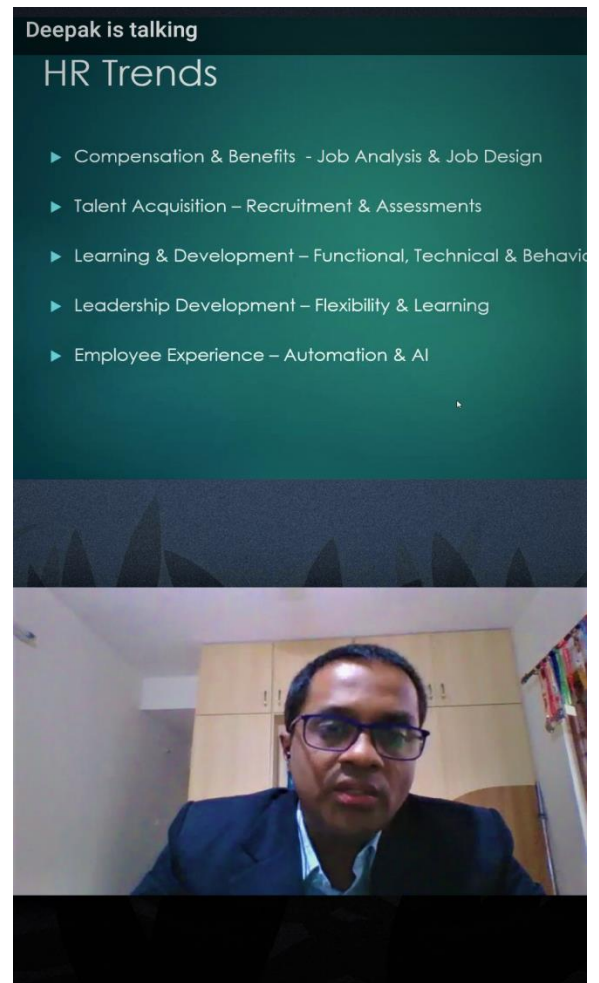 Deepak is talking
HR Trends
Compensation & Benefits - Job Analysis & Job Design
Talent Acquisition – Recruitment & Assessments
Learning & Development – Functional, Technical &
Leadership Development – Flexibility & Learning
Employee Experience – Automation & AI